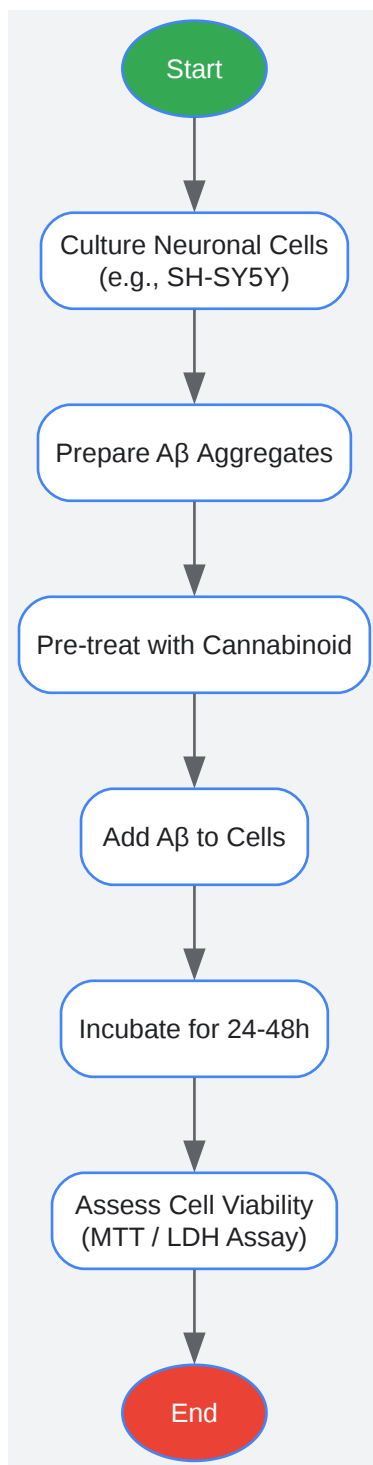 Start
Culture Neuronal Cells
(e.g., SH-SY5Y)
Prepare Aβ Aggregates
Pre-treat with Cannabinoid
Add Aβ to Cells
Incubate for 24-48h
Assess Cell Viability
(MTT / LDH Assay)
End